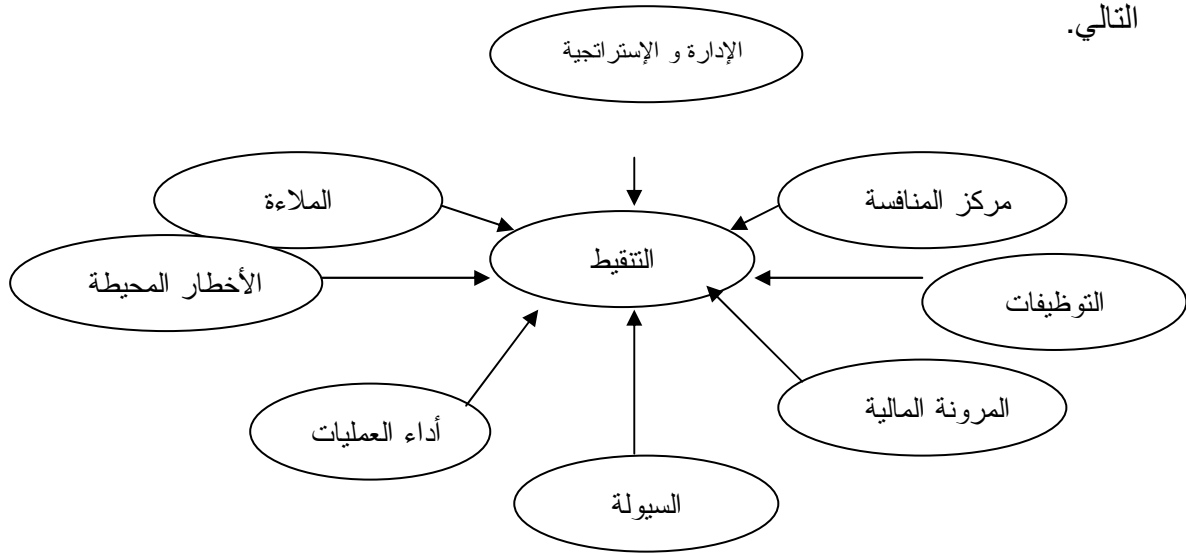 التالي.
الإدارة و الإستراتجية
مركز المنافسة
الملاءة
التنقيط
الأخطار المحيطة
التوظيفات
المرونة المالية
أداء العمليات
السيولة